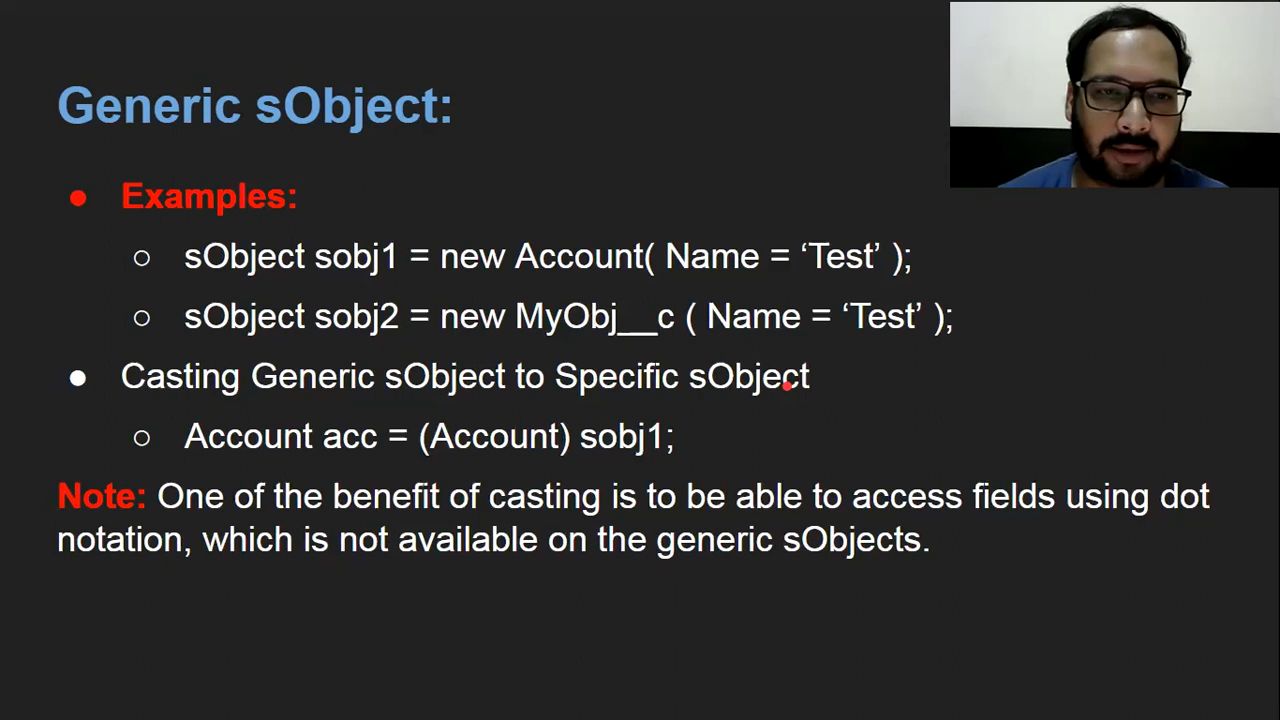 Generic sObject:
● Examples:
○ sObject sobj1 = new Account( Name = ‘Test’ );
○ sObject sobj2 = new MyObj__c ( Name = ‘Test’ );
● Casting Generic sObject to Specific sObject
○ Account acc = (Account) sobj1;
Note: One of the benefit of casting is to be able to access fields using dot
notation, which is not available on the generic sObjects.